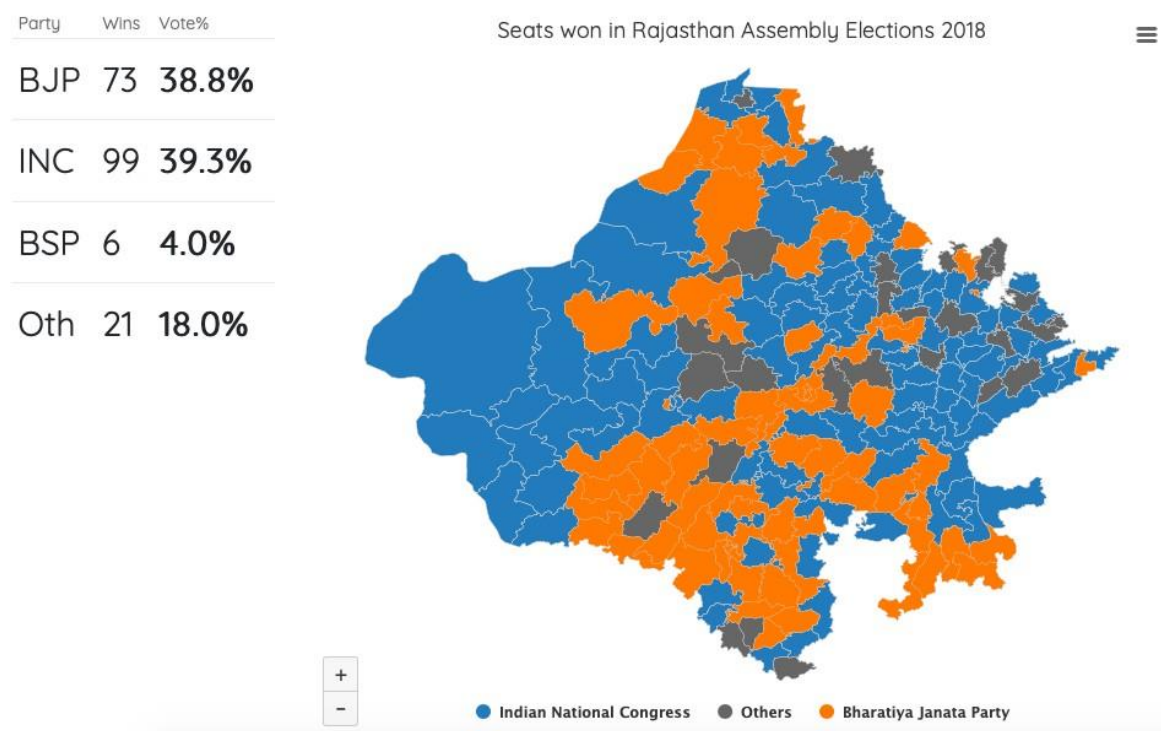 Party Wins Vote%
BJP 73 38.8%
INC 99 39.3%
BSP 6 4.0%
Oth 21 18.0%
Seats won in Rajasthan Assembly Elections 2018
+
−
Indian National Congress Others Bharatiya Janata Party